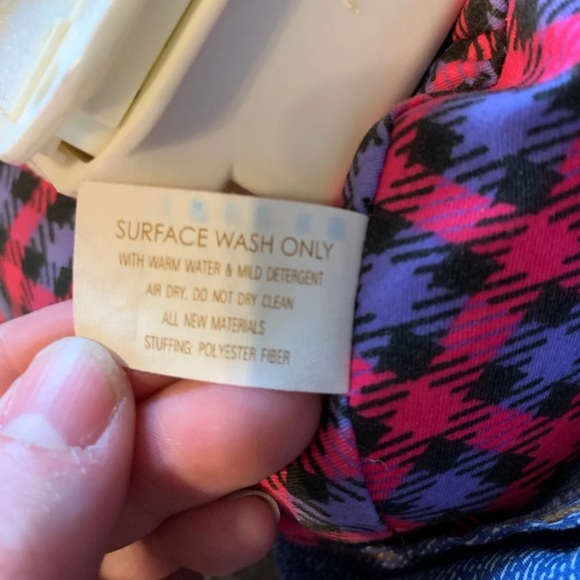 SURFACE WASH ONLY
WITH WARM WATER & MILD DETERGENT
AIR DRY. DO NOT DRY CLEAN
ALL NEW MATERIALS
STUFFING: POLYESTER FIBER